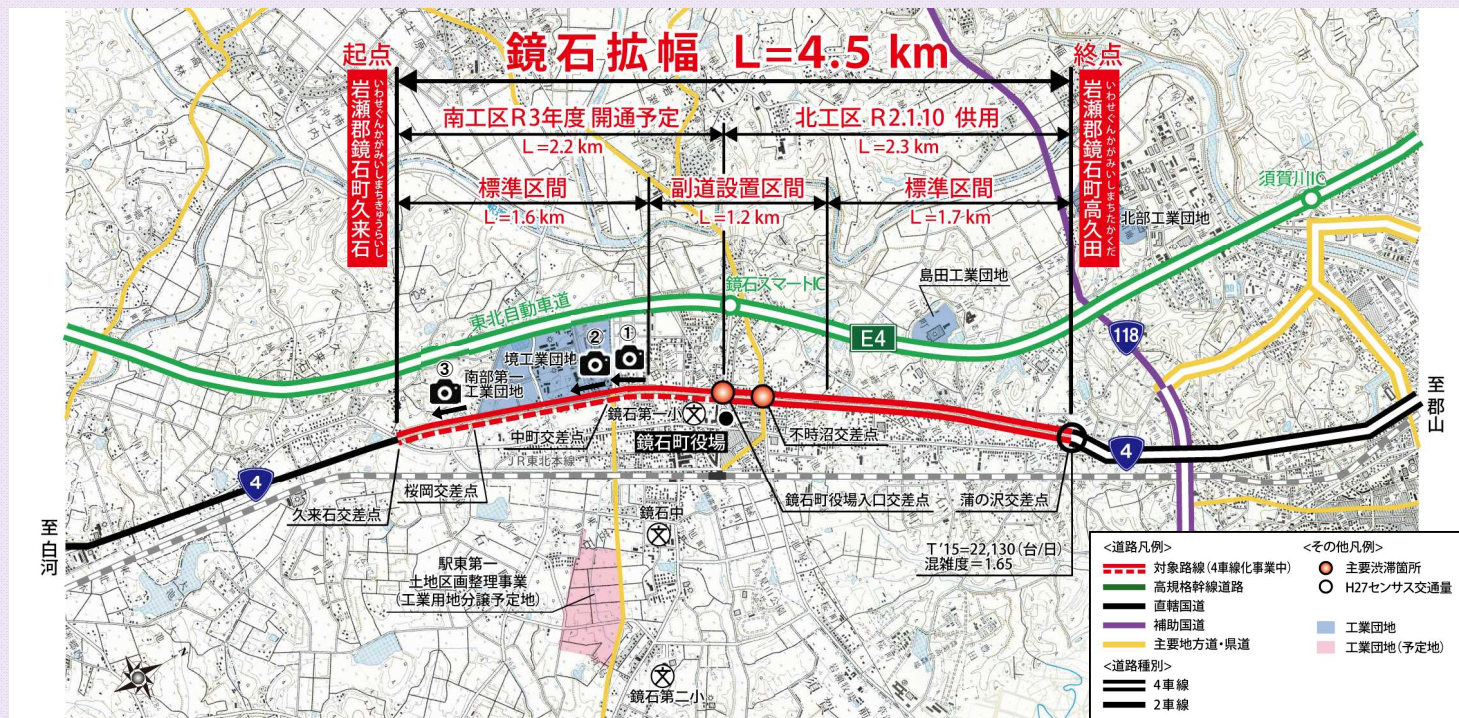 鏡石拡幅 L=4.5 km
起点
いわせぐんかがみいしまちきゅうらいし
岩瀬郡鏡石町久来石
終点
いわせぐんかがみいしまちたかくだ
岩瀬郡鏡石町高久田
南工区R3年度 開通予定
L=2.2 km
北工区 R2.1.10 供用
L=2.3 km
標準区間
L=1.6 km
副道設置区間
L=1.2 km
標準区間
L=1.7 km
須賀川IC
北部工業団地
島田工業団地
鏡石スマートIC
東北自動車道
E4
118
①
②
③
境工業団地
南部第一
工業団地
鏡石第一小
文
中町交差点
鏡石町役場
不時沼交差点
JR東北本線
4
4
桜岡交差点
久来石交差点
鏡石町役場入口交差点
蒲の沢交差点
至白河
至郡山
鏡石中
文
T'15=22,130(台/日)
混雑度=1.65
駅東第一
土地区画整理事業
(工業用地分譲予定地)
文
鏡石第二小
<道路凡例>
対象路線(4車線化事業中)
高規格幹線道路
直轄国道
補助国道
主要地方道・県道
<道路種別>
4車線
2車線
<その他凡例>
主要渋滞箇所
H27センサス交通量
工業団地
工業団地(予定地)